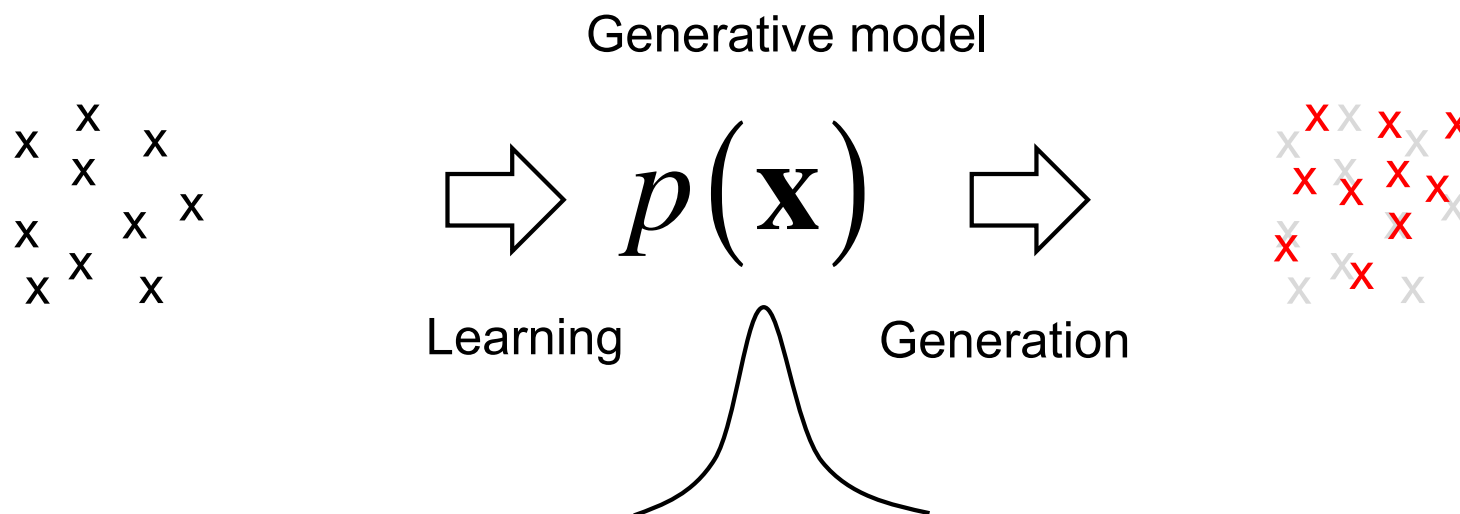 Generative model
x x x x x x x x x x
p(x)
x x x x x x x x x x x x x x x x x x x x
Learning
Generation